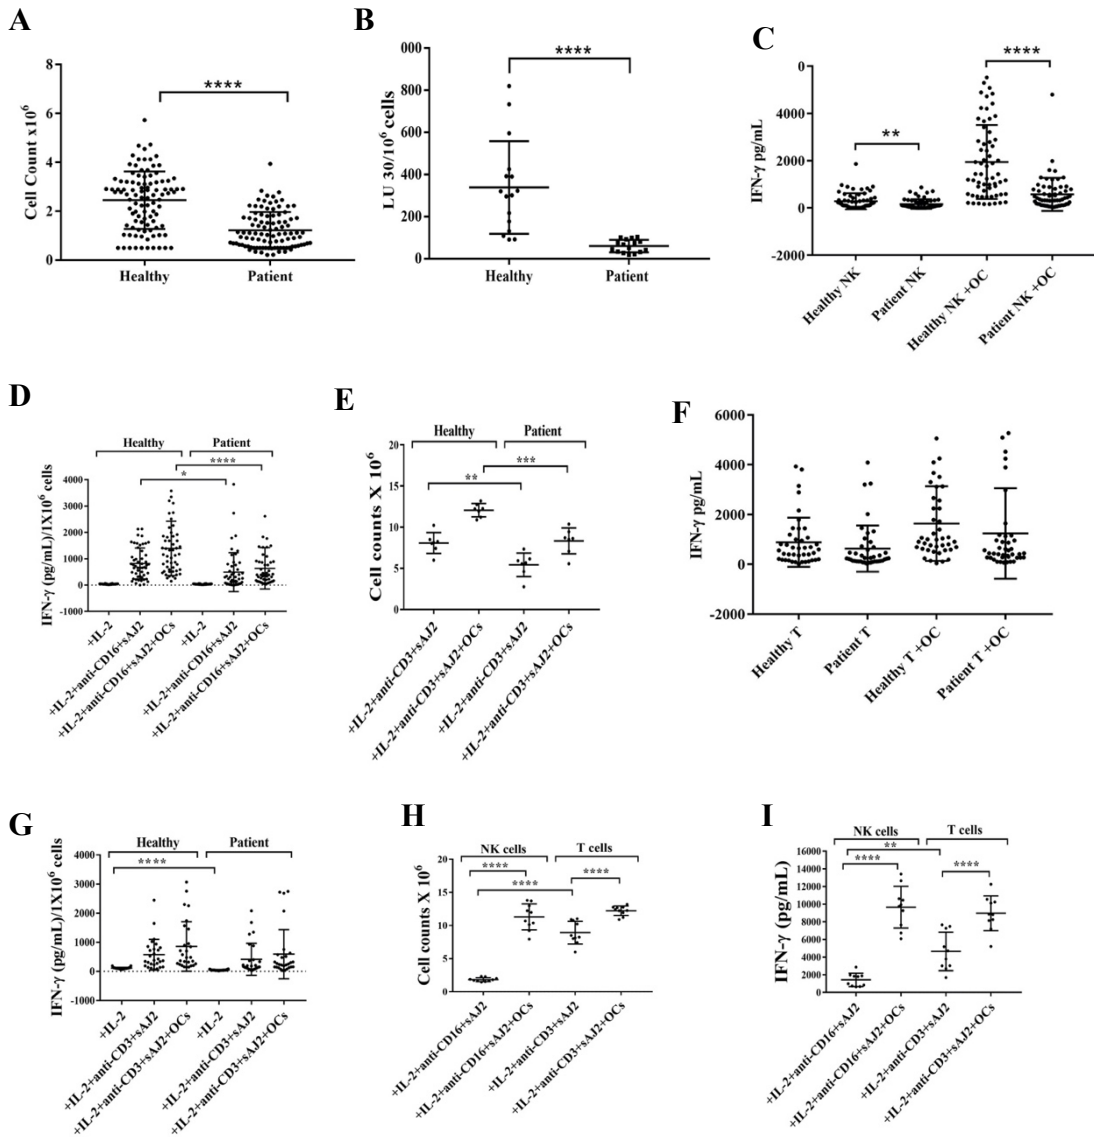 A
Cell Count x10⁶
8
6
4
2
0
****
Healthy
Patient
B
LU 30/10⁶ cells
000
800
600
400
200
0
****
Healthy
Patient
C
IFN-γ pg/mL
0
4000
2000
0
-2000
**
****
Healthy NK
Patient NK
Healthy NK +OC
Patient NK +OC
D
IFN-γ (pg/mL)/1X10⁶ cells
Healthy
Patient
****
*
4000
3000
2000
1000
0
1000
+IL-2
+IL-2+anti-CD16+sAJ2
+IL-2+anti-CD16+sAJ2+OCs
+IL-2
+IL-2+anti-CD16+sAJ2
+IL-2+anti-CD16+sAJ2+OCs
E
Cell counts X 10⁶
Healthy
Patient
20
15
10
5
0
**
***
+IL-2+anti-CD3+sAJ2
+IL-2+anti-CD3+sAJ2+OCs
+IL-2+anti-CD3+sAJ2
+IL-2+anti-CD3+sAJ2+OCs
F
IFN-γ pg/mL
6000
4000
2000
0
-2000
Healthy T
Patient T
Healthy T +OC
Patient T +OC
G
IFN-γ (pg/mL)/1X10⁶ cells
Healthy
Patient
****
4000
3000
2000
1000
0
-1000
+IL-2
+IL-2+anti-CD3+sAJ2
+IL-2+anti-CD3+sAJ2+OCs
+IL-2
+IL-2+anti-CD3+sAJ2
+IL-2+anti-CD3+sAJ2+OCs
H
Cell counts X 10⁶
NK cells
T cells
20
15
10
5
0
****
****
****
+IL-2+anti-CD16+sAJ2
+IL-2+anti-CD16+sAJ2+OCs
+IL-2+anti-CD3+sAJ2
+IL-2+anti-CD3+sAJ2+OCs
I
IFN-γ (pg/mL)
NK cells
T cells
16000
14000
12000
10000
8000
6000
4000
2000
0
**
****
****
+IL-2+anti-CD16+sAJ2
+IL-2+anti-CD16+sAJ2+OCs
+IL-2+anti-CD3+sAJ2
+IL-2+anti-CD3+sAJ2+OCs